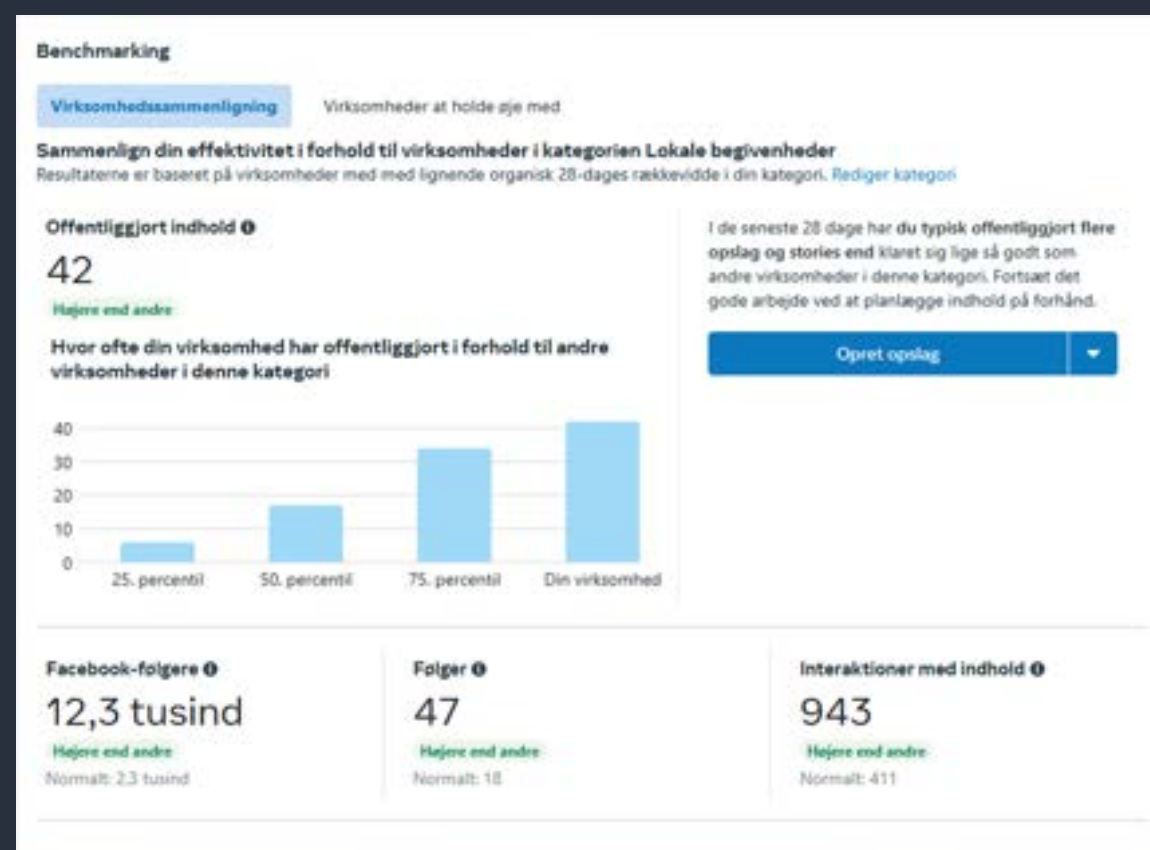 Benchmarking
Virksomhedssammenligning
Virksomheder at holde øje med
Sammenlign din effektivitet i forhold til virksomheder i kategorien Lokale begivenheder
Resultaterne er baseret på virksomheder med med lignende organisk 28-dages rækkevidde i din kategori. Rediger kategori
Offentliggjort indhold
42
Højere end andre
Hvor ofte din virksomhed har offentliggjort i forhold til andre
virksomheder i denne kategori
40
30
20
10
0
25. percentil
50. percentil
75. percentil
Din virksomhed
I de seneste 28 dage har du typisk offentliggjort flere
opslag og stories end klaret sig lige så godt som
andre virksomheder i denne kategori. Fortsæt det
gode arbejde ved at planlægge indhold på forhånd.
Opret opslag
Facebook-følgere
12,3 tusind
Højere end andre
Normalt: 2,3 tusind
Følger
47
Højere end andre
Normalt: 18
Interaktioner med indhold
943
Højere end andre
Normalt: 411